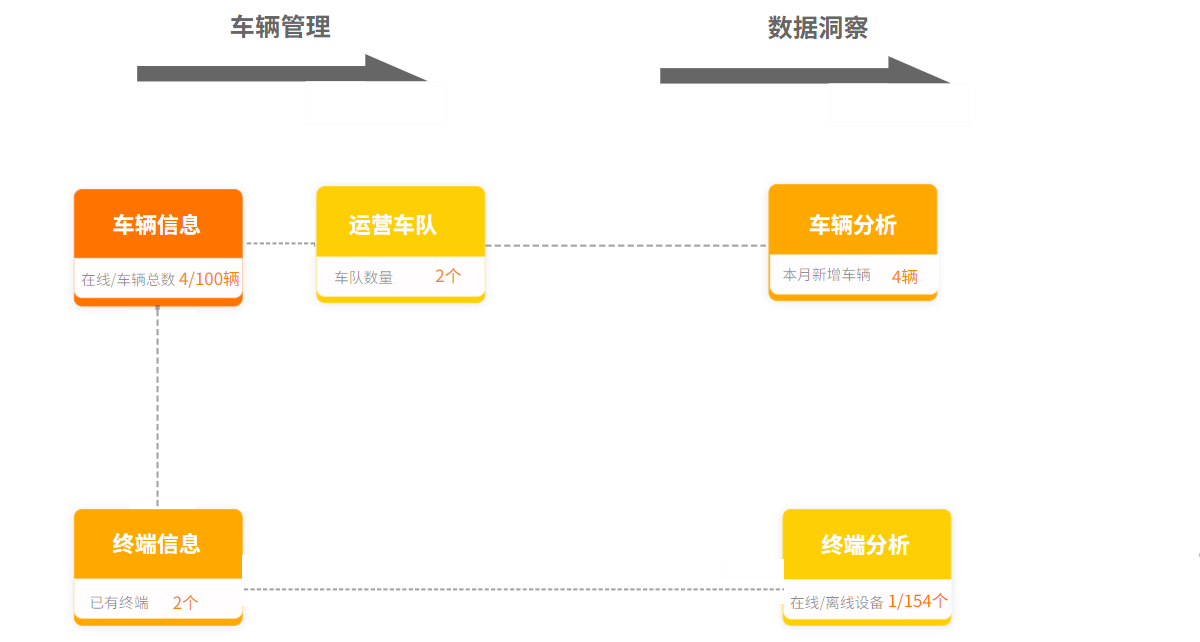 车辆管理
数据洞察
车辆信息
在线/车辆总数 4/100辆
运营车队
车队数量 2个
车辆分析
本月新增车辆 4辆
终端信息
已有终端 2个
终端分析
在线/离线设备 1/154个